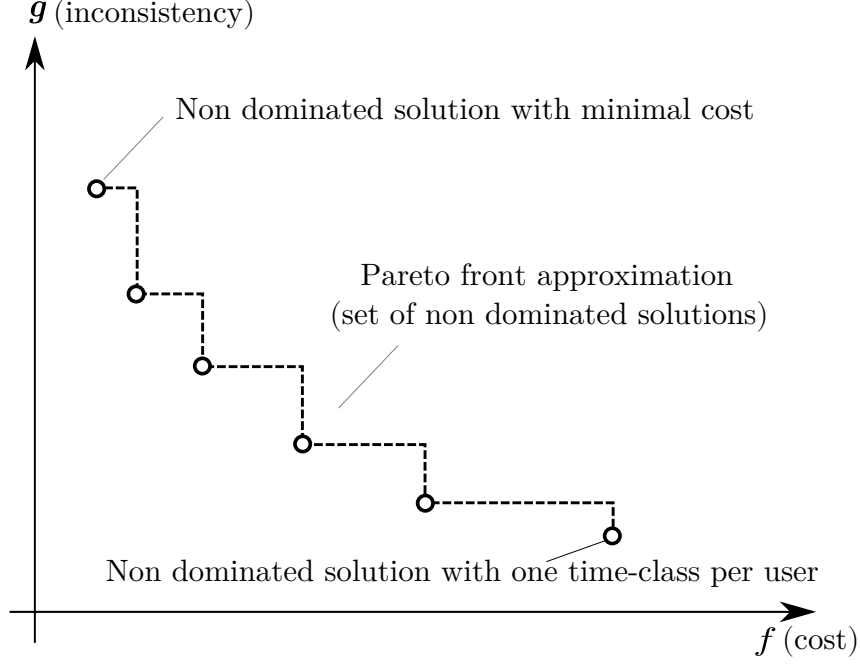 g (inconsistency)
Non dominated solution with minimal cost
Pareto front approximation
(set of non dominated solutions)
Non dominated solution with one time-class per user
f (cost)